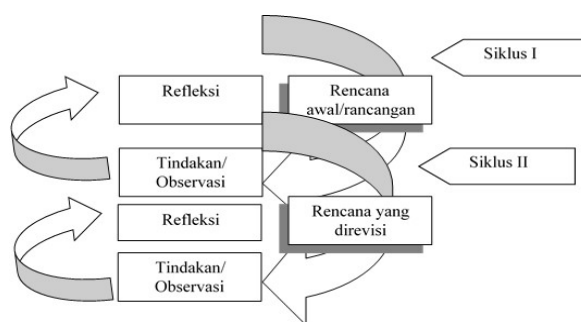 Siklus I
Refleksi
Rencana
awal/rancangan
Tindakan/
Observasi
Siklus II
Refleksi
Rencana yang
direvisi
Tindakan/
Observasi